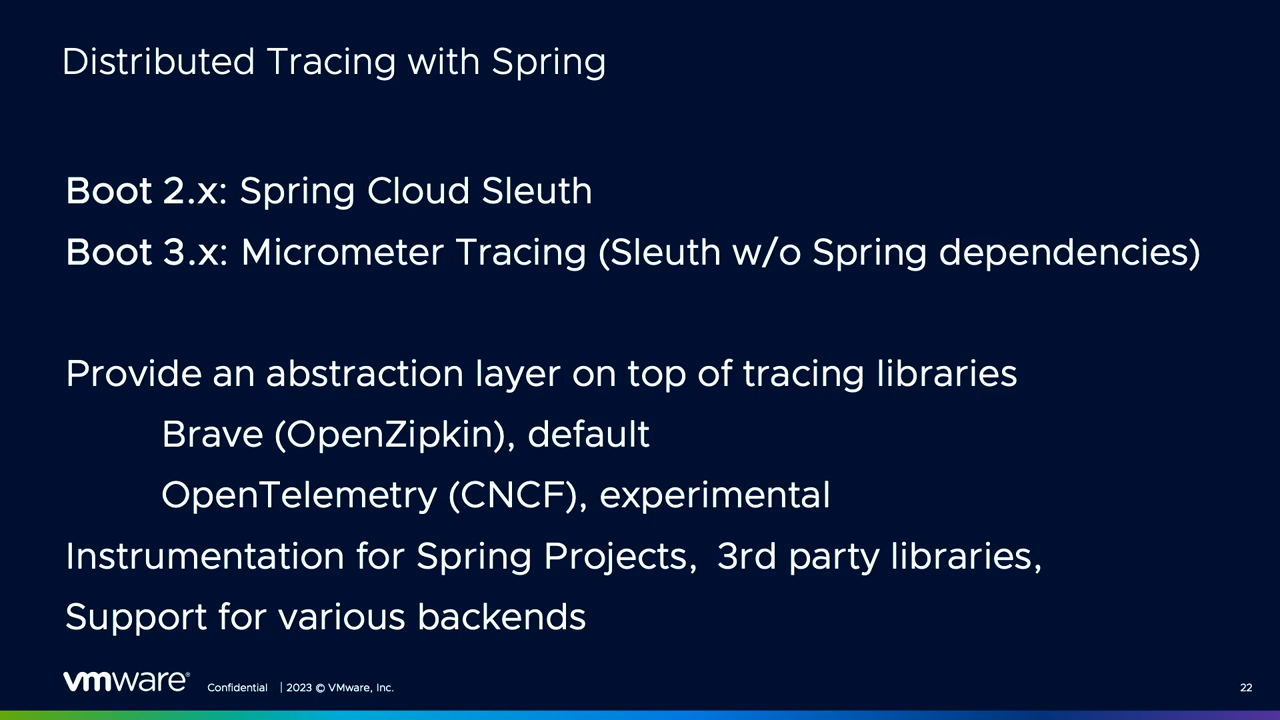 Distributed Tracing with Spring
Boot 2.x: Spring Cloud Sleuth
Boot 3.x: Micrometer Tracing (Sleuth w/o Spring dependencies)
Provide an abstraction layer on top of tracing libraries
Brave (OpenZipkin), default
OpenTelemetry (CNCF), experimental
Instrumentation for Spring Projects,  3rd party libraries,
Support for various backends
vmware® Confidential | 2023 © VMware, Inc. 22